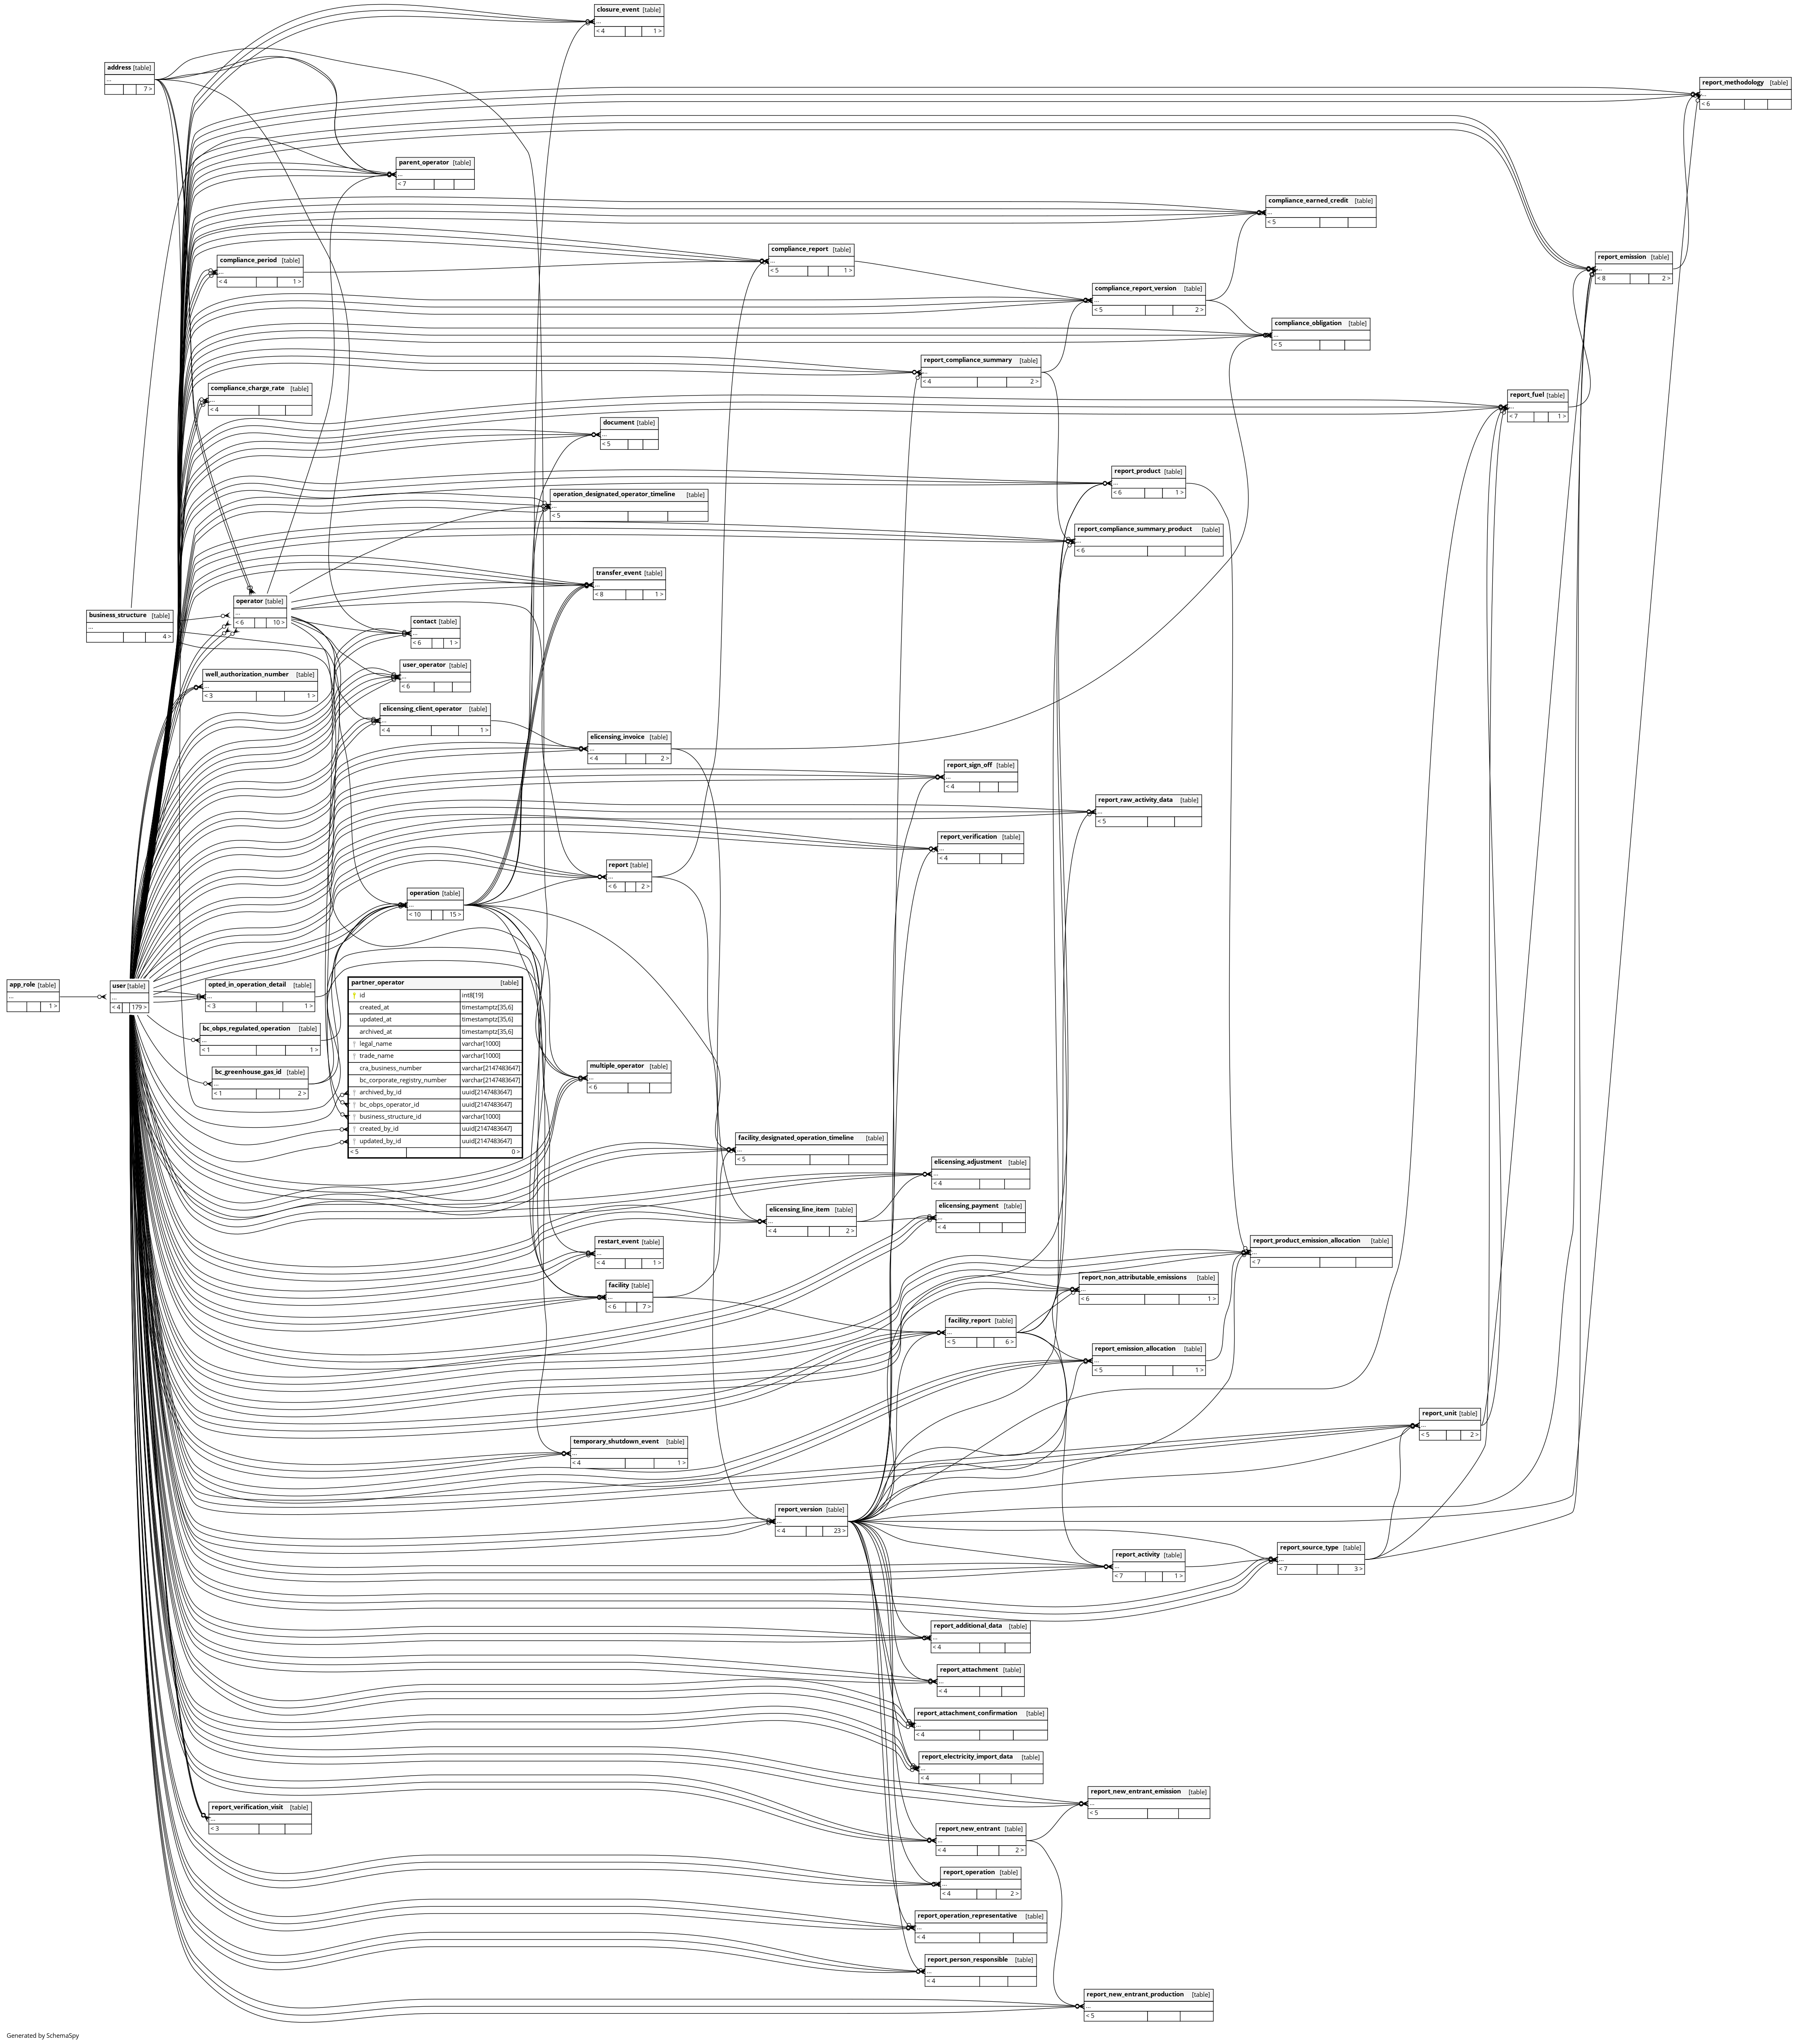 closure_event [table]
...
< 4 1 >
address [table]
...
7 >
report_methodology [table]
...
< 6
parent_operator [table]
...
< 7
compliance_earned_credit [table]
...
< 5
compliance_report [table]
...
< 5 1 >
report_emission [table]
...
< 8 2 >
compliance_period [table]
...
< 4 1 >
compliance_report_version [table]
...
< 5 2 >
compliance_obligation [table]
...
< 5
report_compliance_summary [table]
...
< 4 2 >
compliance_charge_rate [table]
...
< 4
report_fuel [table]
...
< 7 1 >
document [table]
...
< 5
report_product [table]
...
< 6 1 >
operation_designated_operator_timeline [table]
...
< 5
report_compliance_summary_product [table]
...
< 6
transfer_event [table]
...
< 8 1 >
operator [table]
...
< 6 10 >
business_structure [table]
...
4 >
contact [table]
...
< 6 1 >
user_operator [table]
...
< 6
well_authorization_number [table]
...
< 3 1 >
elicensing_client_operator [table]
...
< 4 1 >
elicensing_invoice [table]
...
< 4 2 >
report_sign_off [table]
...
< 4
report_raw_activity_data [table]
...
< 5
report_verification [table]
...
< 4
report [table]
...
< 6 2 >
operation [table]
...
< 10 15 >
app_role [table]
...
1 >
user [table]
...
< 4 179 >
opted_in_operation_detail [table]
...
< 3 1 >
partner_operator [table]
id int8[19]
created_at timestamptz[35,6]
updated_at timestamptz[35,6]
archived_at timestamptz[35,6]
legal_name varchar[1000]
trade_name varchar[1000]
cra_business_number varchar[2147483647]
bc_corporate_registry_number varchar[2147483647]
archived_by_id uuid[2147483647]
bc_obps_operator_id uuid[2147483647]
business_structure_id varchar[1000]
created_by_id uuid[2147483647]
updated_by_id uuid[2147483647]
< 5 0 >
bc_obps_regulated_operation [table]
...
< 1 1 >
bc_greenhouse_gas_id [table]
...
< 1 2 >
multiple_operator [table]
...
< 6
facility_designated_operation_timeline [table]
...
< 5
elicensing_adjustment [table]
...
< 4
elicensing_payment [table]
...
< 4
elicensing_line_item [table]
...
< 4 2 >
restart_event [table]
...
< 4 1 >
report_product_emission_allocation [table]
...
< 7
report_non_attributable_emissions [table]
...
< 6 1 >
facility [table]
...
< 6 7 >
facility_report [table]
...
< 5 6 >
report_emission_allocation [table]
...
< 5 1 >
report_unit [table]
...
< 5 2 >
temporary_shutdown_event [table]
...
< 4 1 >
report_version [table]
...
< 4 23 >
report_source_type [table]
...
< 7 3 >
report_activity [table]
...
< 7 1 >
report_additional_data [table]
...
< 4
report_attachment [table]
...
< 4
report_attachment_confirmation [table]
...
< 4
report_electricity_import_data [table]
...
< 4
report_new_entrant_emission [table]
...
< 5
report_verification_visit [table]
...
< 3
report_new_entrant [table]
...
< 4 2 >
report_operation [table]
...
< 4 2 >
report_operation_representative [table]
...
< 4
report_person_responsible [table]
...
< 4
report_new_entrant_production [table]
...
< 5
Generated by SchemaSpy